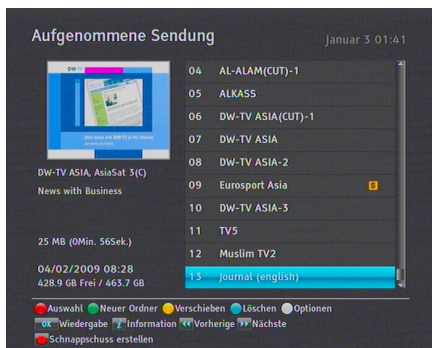 Aufgenommene Sendung
Januar 3 01:41
DW-TV
04 AL-ALAM(CUT)-1
05 ALKASS
06 DW-TV ASIA(CUT)-1
07 DW-TV ASIA
08 DW-TV ASIA-2
09 Eurosport Asia $
10 DW-TV ASIA-3
11 TV5
12 Muslim TV2
13 journal (english)
DW-TV ASIA, AsiaSat 3(C)
News with Business
25 MB (0Min. 56Sek.)
04/02/2009 08:28
428.9 GB Frei / 463.7 GB
Auswahl Neuer Ordner Verschieben Löschen Optionen
OK Wiedergabe i Information Vorherige Nächste
Schnappschuss erstellen